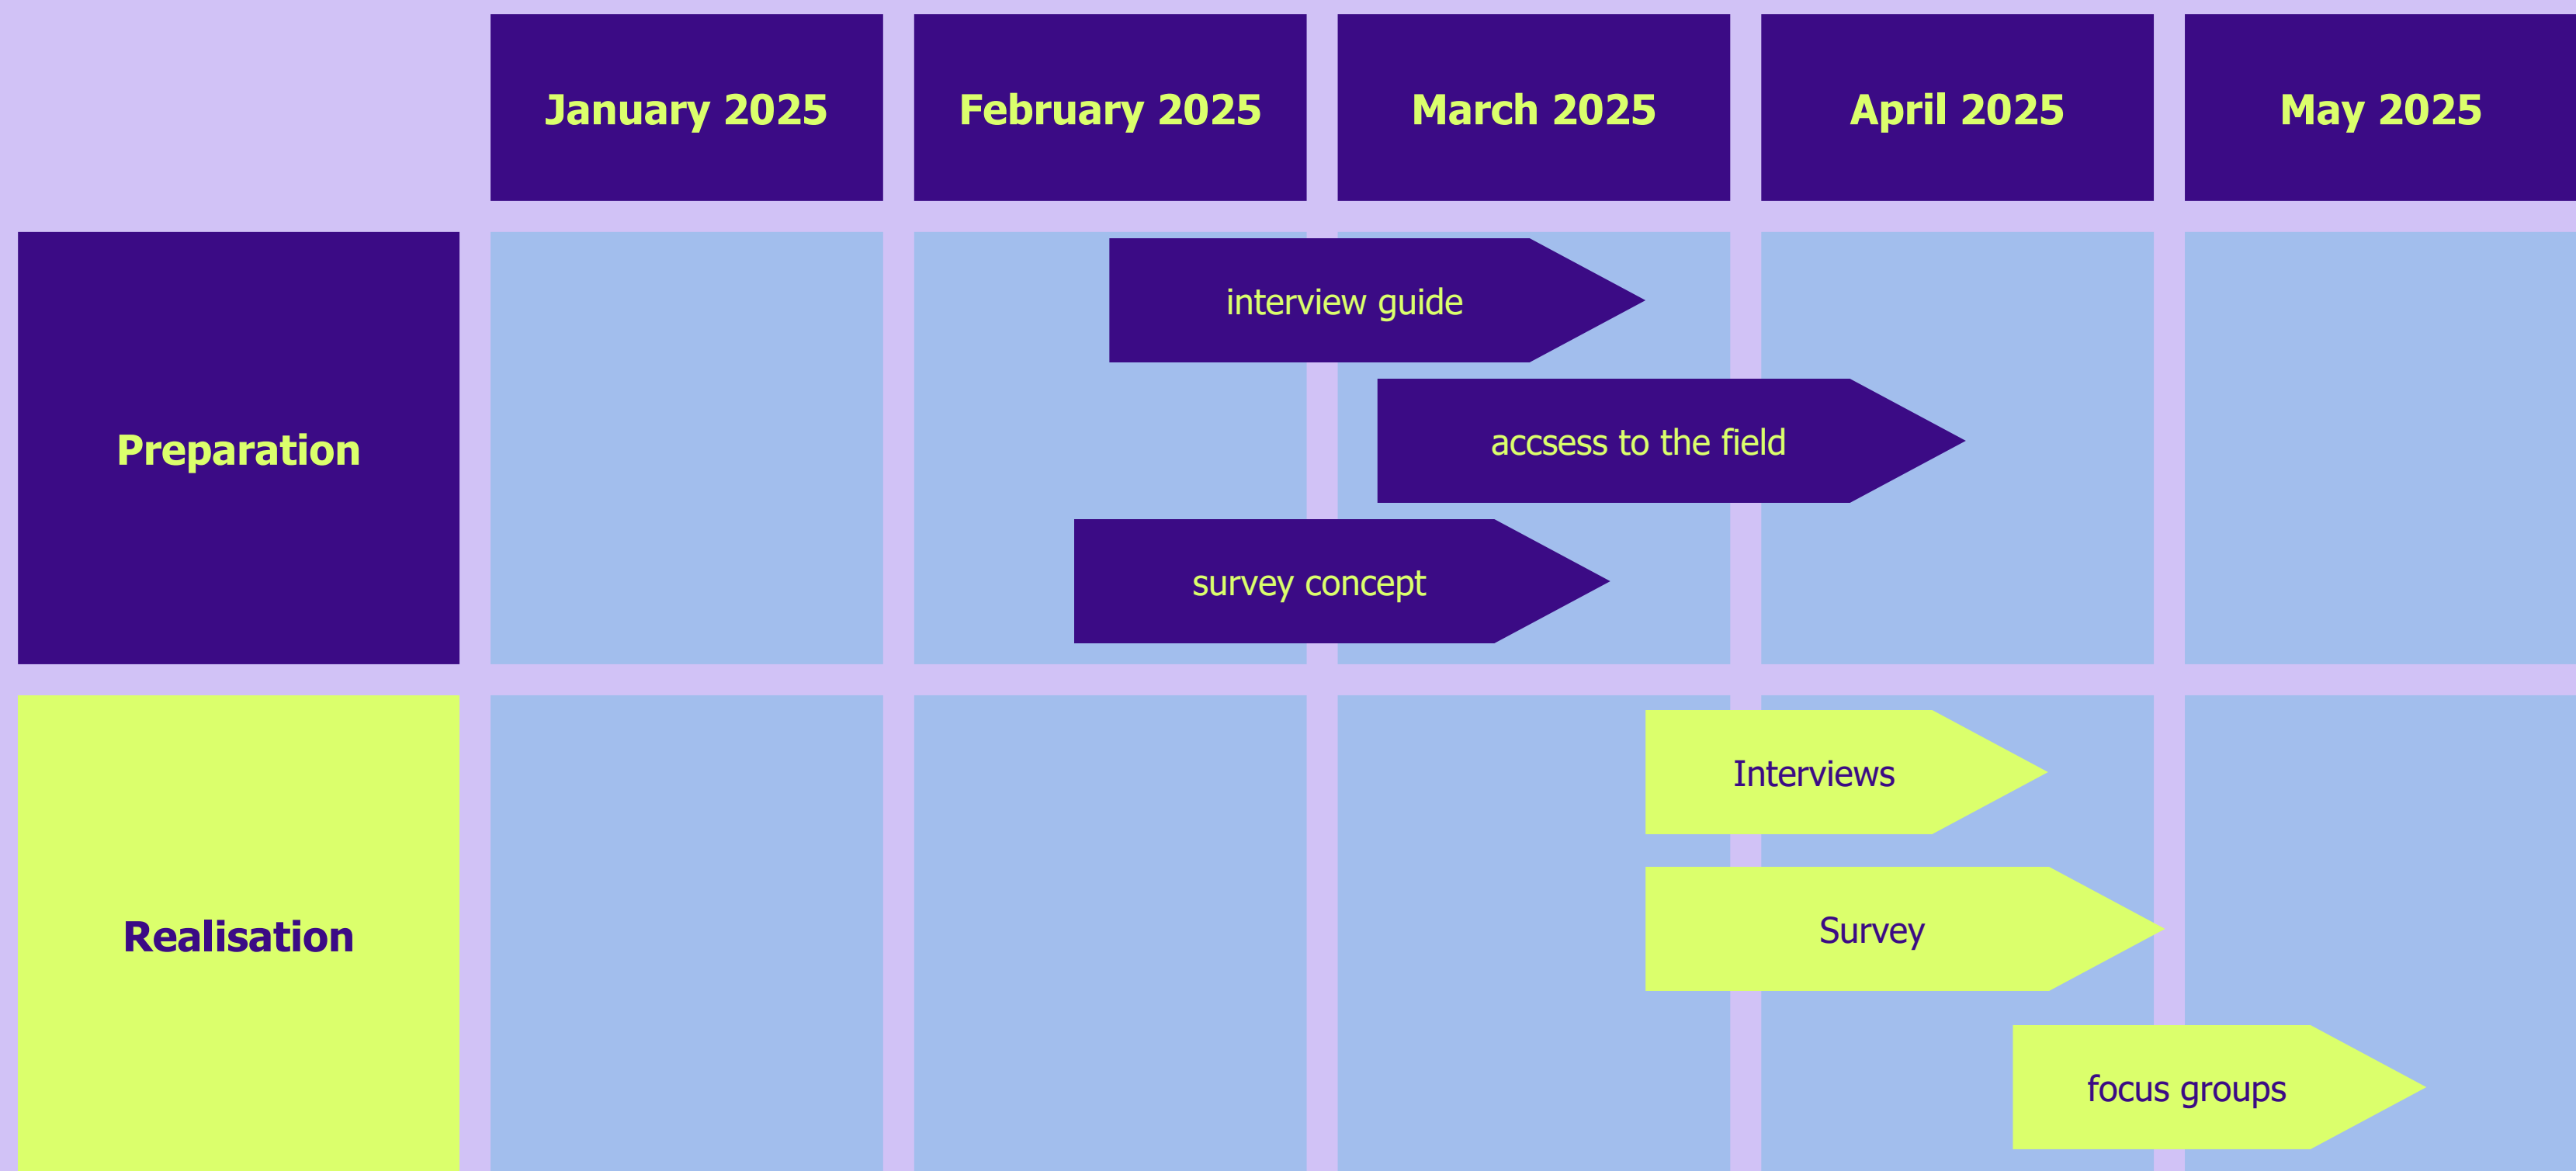 January 2025
February 2025
March 2025
April 2025
May 2025
Preparation
interview guide
accsess to the field
survey concept
Realisation
Interviews
Survey
focus groups